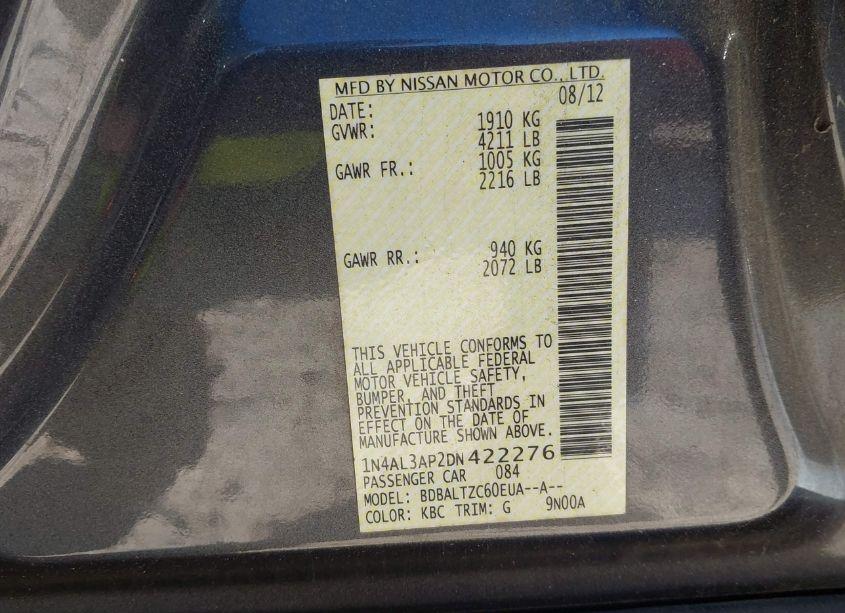 MFD BY NISSAN MOTOR CO., LTD.
DATE: 08/12
GVWR: 1910 KG
4211 LB
GAWR FR.: 1005 KG
2216 LB
GAWR RR.: 940 KG
2072 LB
THIS VEHICLE CONFORMS TO
ALL APPLICABLE FEDERAL
MOTOR VEHICLE SAFETY,
BUMPER, AND THEFT
PREVENTION STANDARDS IN
EFFECT ON THE DATE OF
MANUFACTURE SHOWN ABOVE.
1N4AL3AP2DN422276
PASSENGER CAR 084
MODEL: BDBALTZC60EUA--A--
COLOR: KBC TRIM: G 9N00A